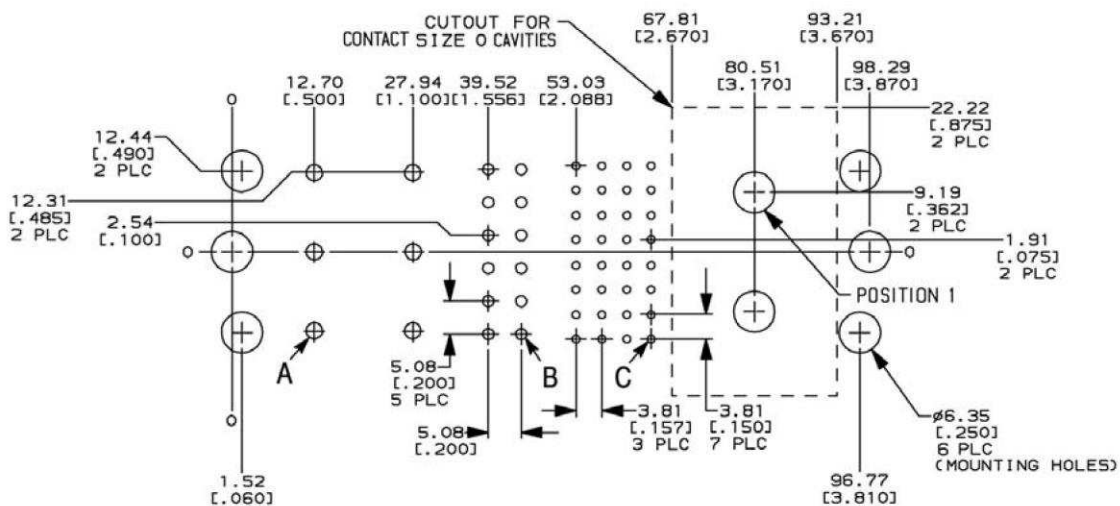 CUTOUT FOR
CONTACT SIZE 0 CAVITIES
67.81
[2.670]
93.21
[3.670]
80.51
[3.170]
98.29
[3.870]
12.70
[.500]
27.94
[1.100]
39.52
[1.556]
53.03
[2.088]
0
22.22
[.875]
2 PLC
12.44
[.490]
2 PLC
12.31
[.485]
2 PLC
9.19
[.362]
2 PLC
2.54
[.100]
0
0
1.91
[.075]
2 PLC
POSITION 1
A
B
C
5.08
[.200]
5 PLC
5.08
[.200]
3.81
[.157]
3 PLC
3.81
[.150]
7 PLC
ø6.35
[.250]
6 PLC
(MOUNTING HOLES)
0
1.52
[.060]
96.77
[3.810]